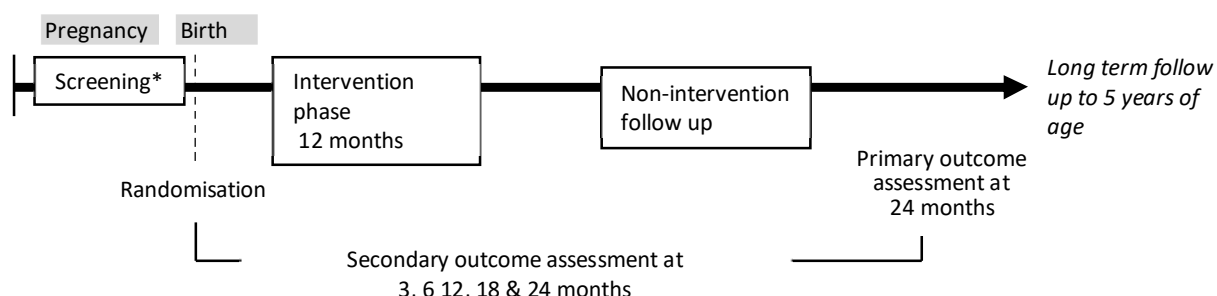 Pregnancy Birth
Screening*
Intervention
phase
12 months
Non-intervention
follow up
Long term follow
up to 5 years of
age
Randomisation
Primary outcome
assessment at
24 months
Secondary outcome assessment at
3, 6 12, 18 & 24 months